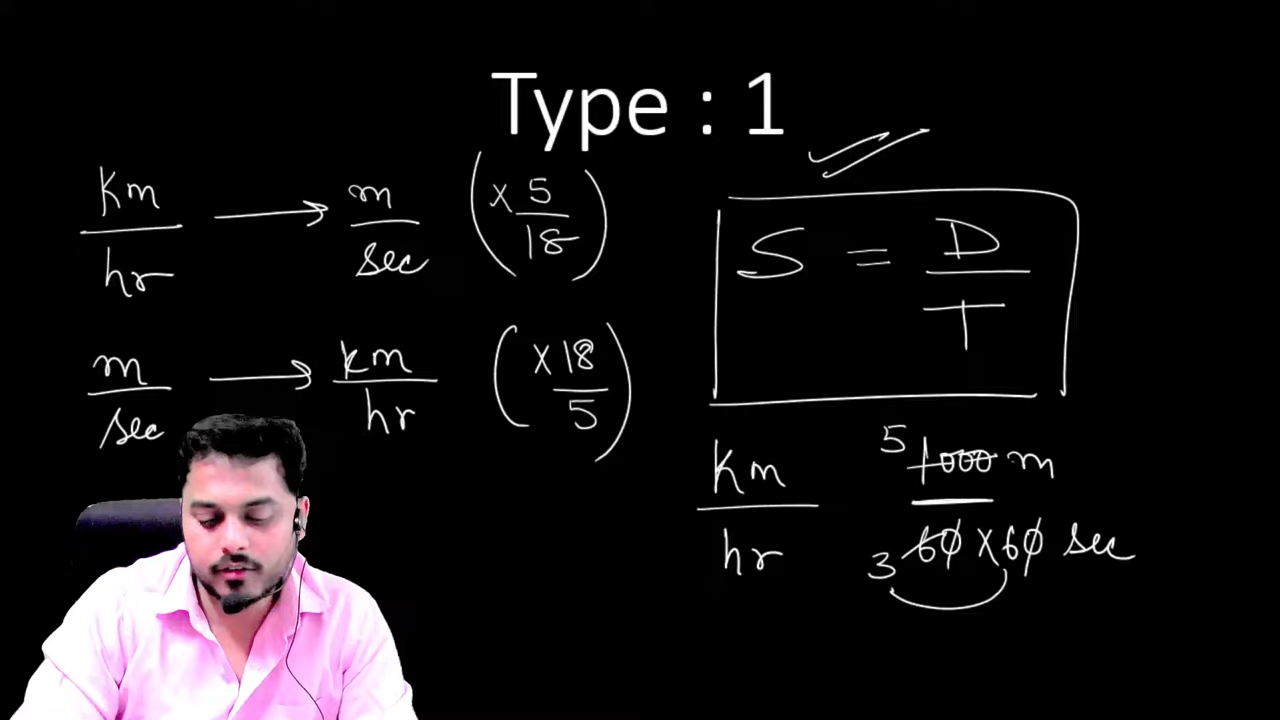 Type : 1
km/hr → m/sec (× 5/18)
m/sec → km/hr (× 18/5)
S = D/T
km/hr 5 1000 m / 3 60 × 60 sec